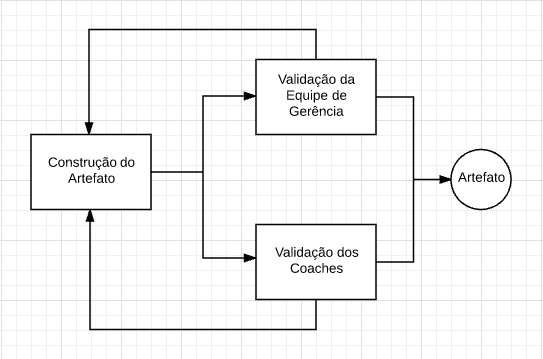 Validação da
Equipe de
Gerência
Construção do
Artefato
Artefato
Validação dos
Coaches